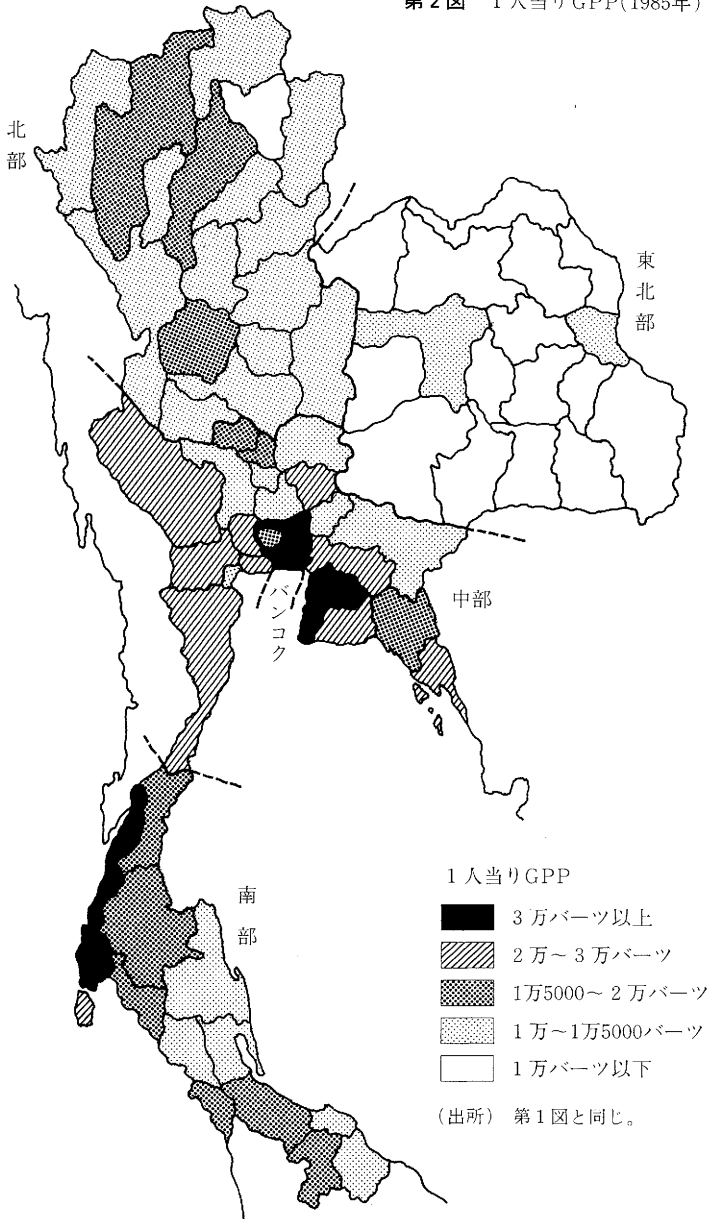 第2図 1人当りGPP(1985年)
北部
東北部
中部
バンコク
南部
1人当りGPP
3万バーツ以上
2万〜3万バーツ
1万5000〜2万バーツ
1万〜1万5000バーツ
1万バーツ以下
(出所) 第1図と同じ。